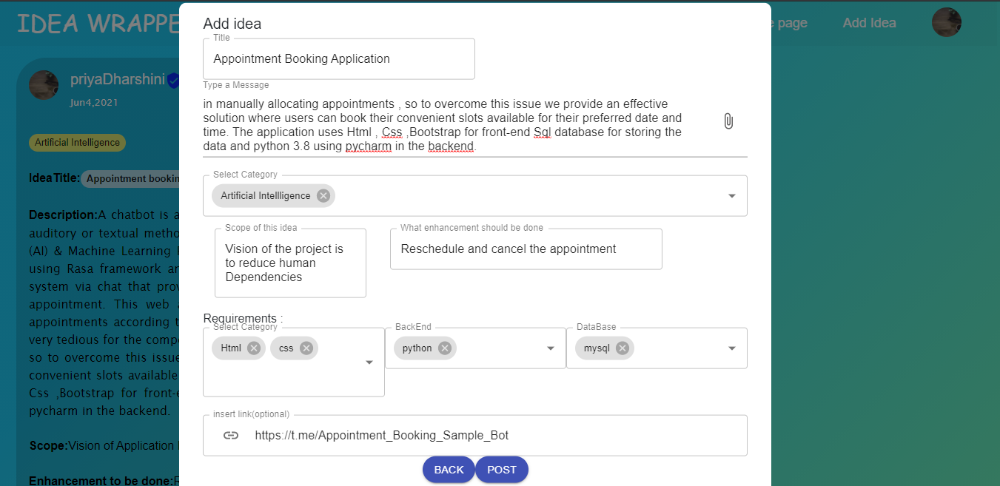 IDEA WRAPPE
page
Add Idea
priyaDharshini
Jun4,2021
Artificial Intelligence
Idea Title: Appointment bookin
Description:A chatbot is a
auditory or textual metho
(AI) & Machine Learning
using Rasa framework ar
system via chat that prov
appointment. This web
appointments according t
very tedious for the comp
so to overcome this issue
convenient slots available
Css ,Bootstrap for front-e
pycharm in the backend.
Scope:Vision of Application
Enhancement to be done:R
Add idea
Title
Appointment Booking Application
Type a Message
in manually allocating appointments , so to overcome this issue we provide an effective
solution where users can book their convenient slots available for their preferred date and
time. The application uses Html , Css ,Bootstrap for front-end Sql database for storing the
data and python 3.8 using pycharm in the backend.
Select Category
Artificial Intellligence
Scope of this idea
Vision of the project is
to reduce human
Dependencies
What enhancement should be done
Reschedule and cancel the appointment
Requirements :
Select Category
Html css
BackEnd
python
DataBase
mysql
insert link(optional)
https://t.me/Appointment_Booking_Sample_Bot
BACK POST